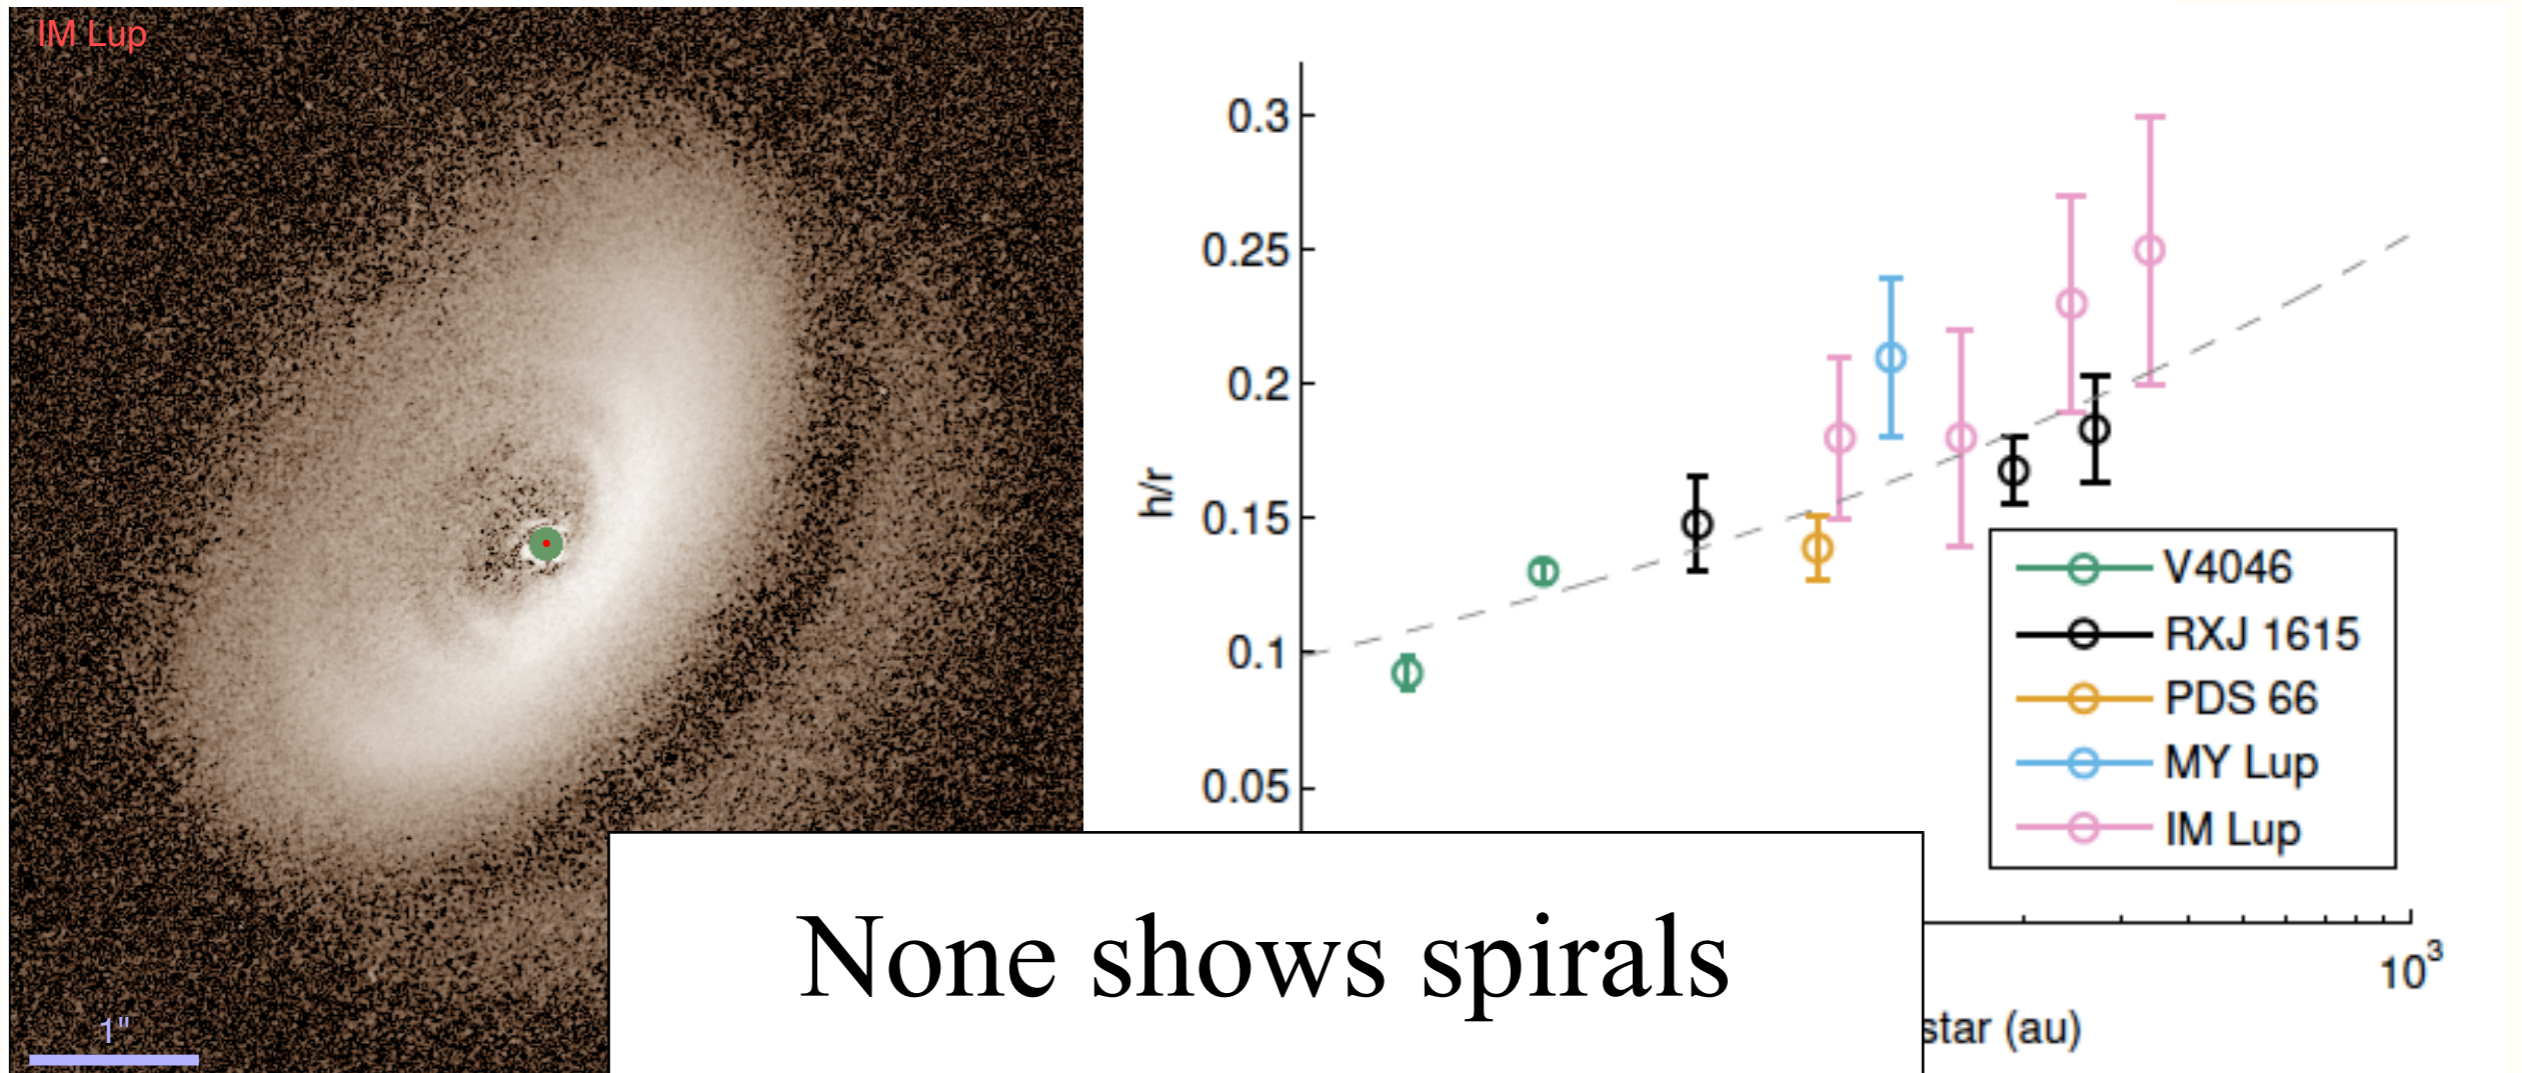 IM Lup
1"
0.3
0.25
0.2
0.15
0.1
0.05
h/r
V4046
RXJ 1615
PDS 66
MY Lup
IM Lup
10³
star (au)
None shows spirals